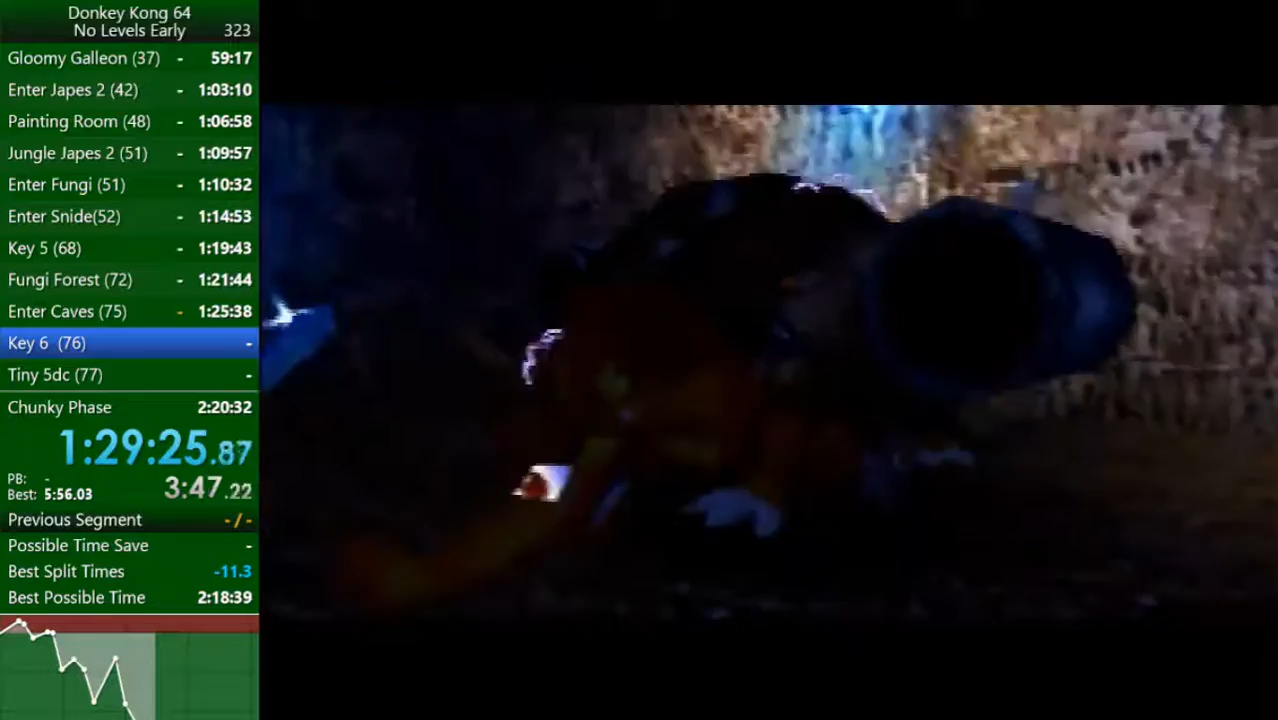 Donkey Kong 64
No Levels Early 323
Gloomy Galleon (37) - 59:17
Enter Japes 2 (42) - 1:03:10
Painting Room (48) - 1:06:58
Jungle Japes 2 (51) - 1:09:57
Enter Fungi (51) - 1:10:32
Enter Snide(52) - 1:14:53
Key 5 (68) - 1:19:43
Fungi Forest (72) - 1:21:44
Enter Caves (75) - 1:25:38
Key 6 (76) -
Tiny 5dc (77) -
Chunky Phase 2:20:32
1:29:25.87
PB: -
Best: 5:56.03 3:47.22
Previous Segment - / -
Possible Time Save -
Best Split Times -11.3
Best Possible Time 2:18:39